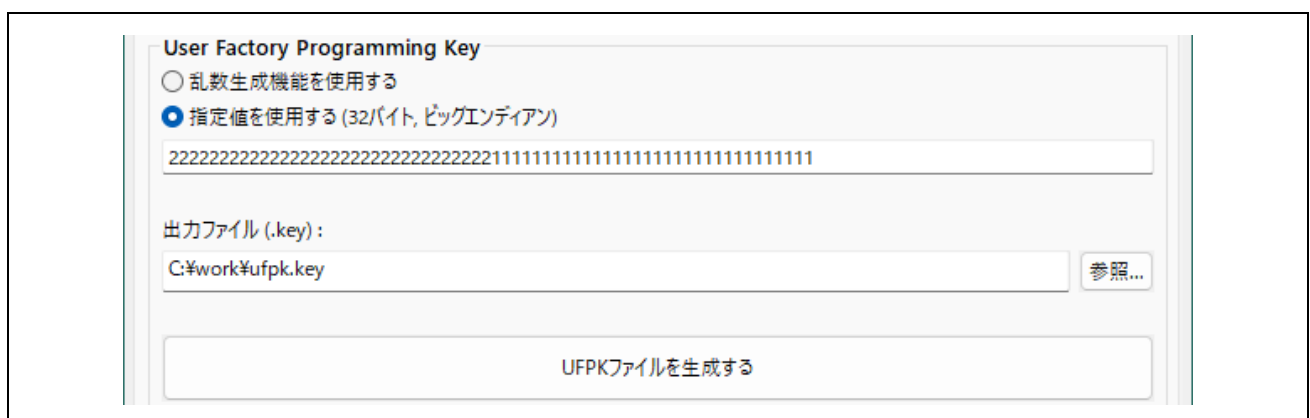 User Factory Programming Key
乱数生成機能を使用する
指定値を使用する (32バイト, ビッグエンディアン)
2222222222222222222222222222222211111111111111111111111111111111
出力ファイル (.key) :
C:¥work¥ufpk.key
参照...
UFPKファイルを生成する